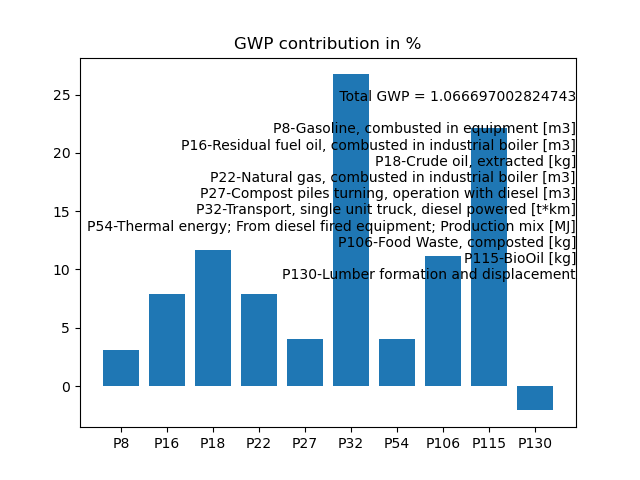 GWP contribution in %
25
20
15
10
5
0
Total GWP = 1.066697002824743
P8-Gasoline, combusted in equipment [m3]
P16-Residual fuel oil, combusted in industrial boiler [m3]
P18-Crude oil, extracted [kg]
P22-Natural gas, combusted in industrial boiler [m3]
P27-Compost piles turning, operation with diesel [m3]
P32-Transport, single unit truck, diesel powered [t*km]
P54-Thermal energy; From diesel fired equipment; Production mix [MJ]
P106-Food Waste, composted [kg]
P115-BioOil [kg]
P130-Lumber formation and displacement
P8 P16 P18 P22 P27 P32 P54 P106 P115 P130